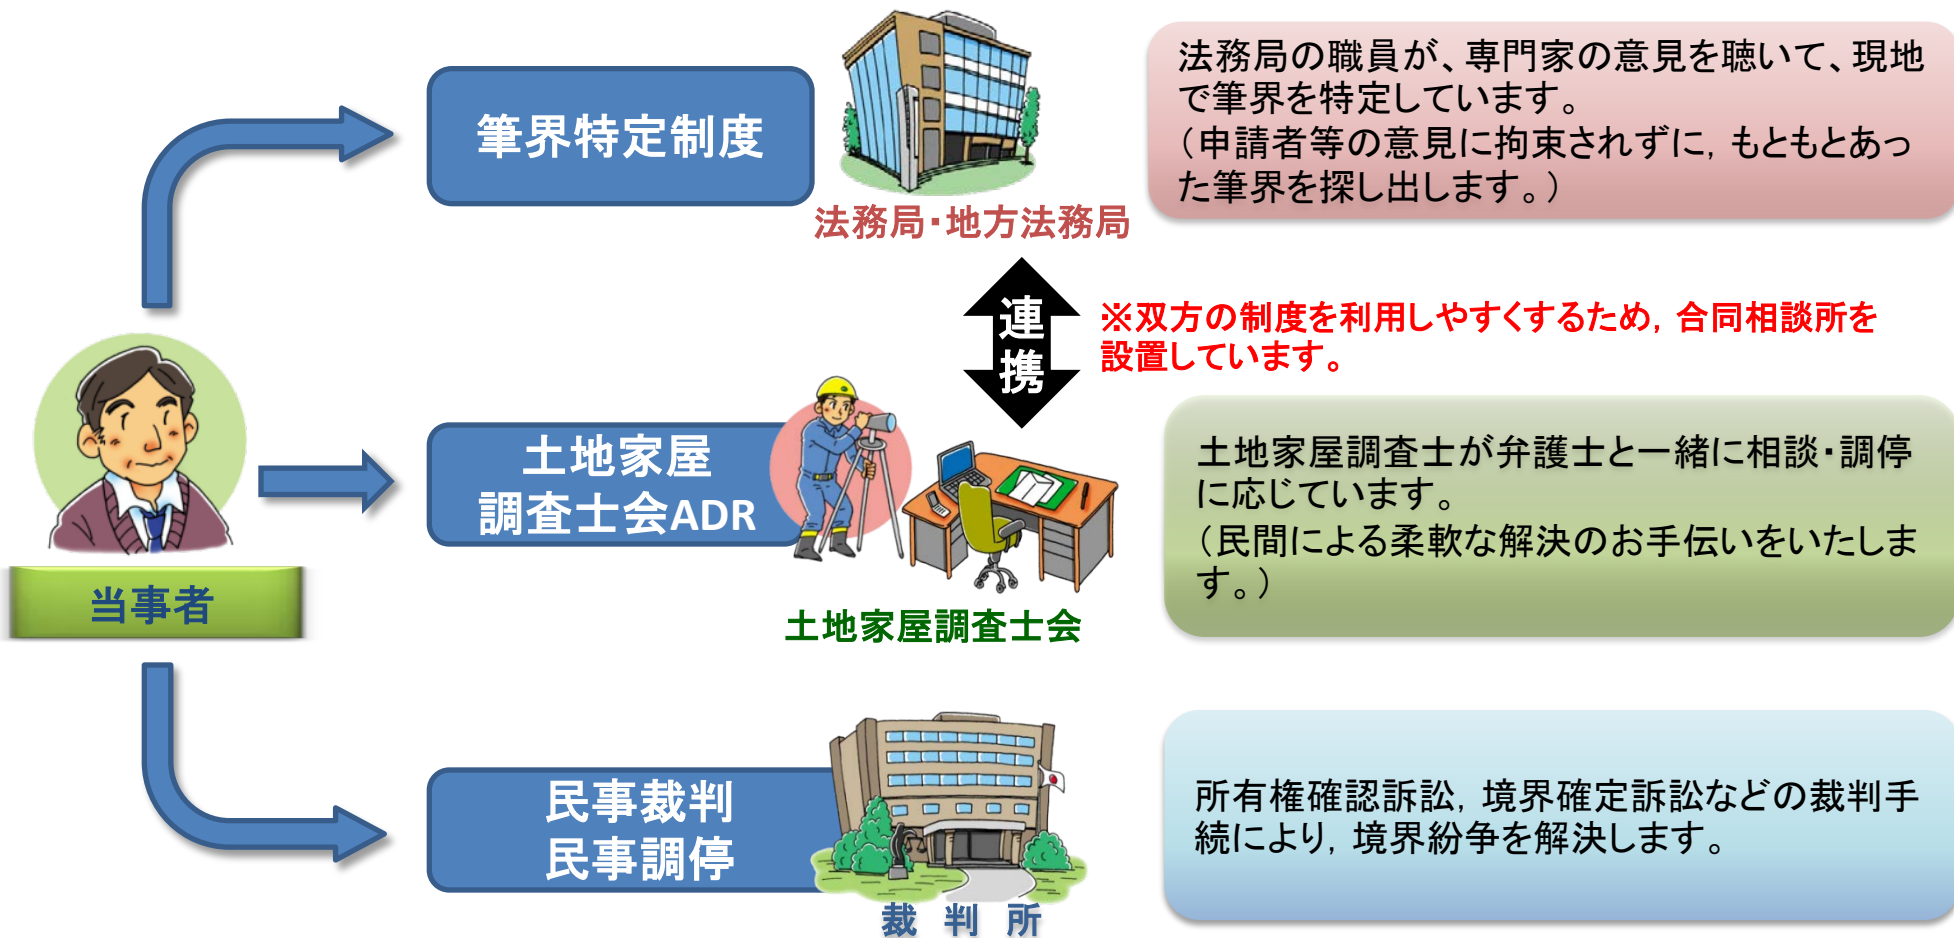 筆界特定制度
法務局・地方法務局
法務局の職員が、専門家の意見を聴いて、現地
で筆界を特定しています。
（申請者等の意見に拘束されずに，もともとあっ
た筆界を探し出します。）
連
携
※双方の制度を利用しやすくするため，合同相談所を
設置しています。
当事者
土地家屋
調査士会ADR
土地家屋調査士会
土地家屋調査士が弁護士と一緒に相談・調停
に応じています。
（民間による柔軟な解決のお手伝いをいたしま
す。）
民事裁判
民事調停
裁 判 所
所有権確認訴訟，境界確定訴訟などの裁判手
続により，境界紛争を解決します。